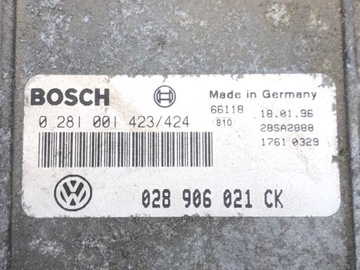 BOSCH
Made in Germany
0 281 001 423/424
66118 18.01.96
810 28SA2088
1761 0329
028 906 021 CK